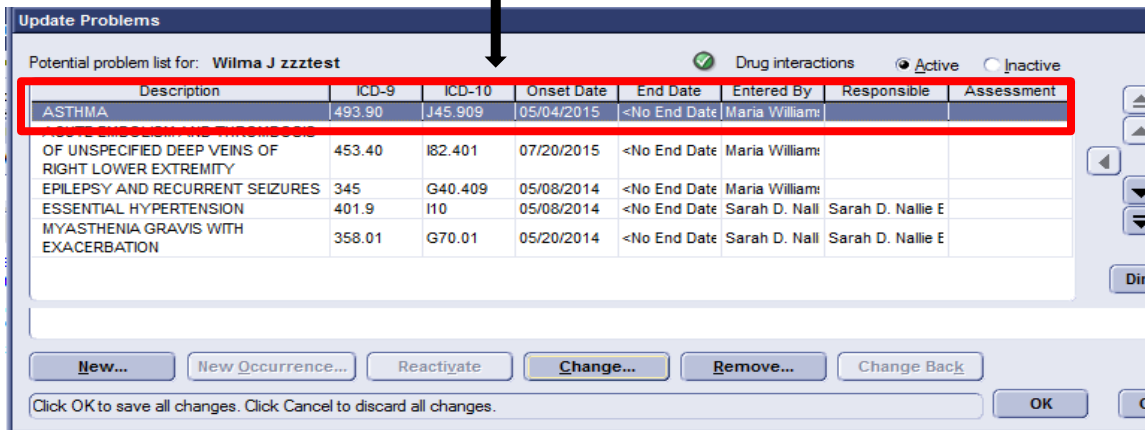 Update Problems
Potential problem list for: Wilma J zzztest Drug interactions Active Inactive
Description ICD-9 ICD-10 Onset Date End Date Entered By Responsible Assessment
ASTHMA 493.90 J45.909 05/04/2015 <No End Date Maria Williams
ACUTE EMBOLISM AND THROMBOSIS
OF UNSPECIFIED DEEP VEINS OF 453.40 I82.401 07/20/2015 <No End Date Maria Williams
RIGHT LOWER EXTREMITY
EPILEPSY AND RECURRENT SEIZURES 345 G40.409 05/08/2014 <No End Date Maria Williams
ESSENTIAL HYPERTENSION 401.9 I10 05/08/2014 <No End Date Sarah D. Nall Sarah D. Nallie E
MYASTHENIA GRAVIS WITH
EXACERBATION 358.01 G70.01 05/20/2014 <No End Date Sarah D. Nall Sarah D. Nallie E
Dir
New... New Occurrence... Reactivate Change... Remove... Change Back
Click OK to save all changes. Click Cancel to discard all changes. OK